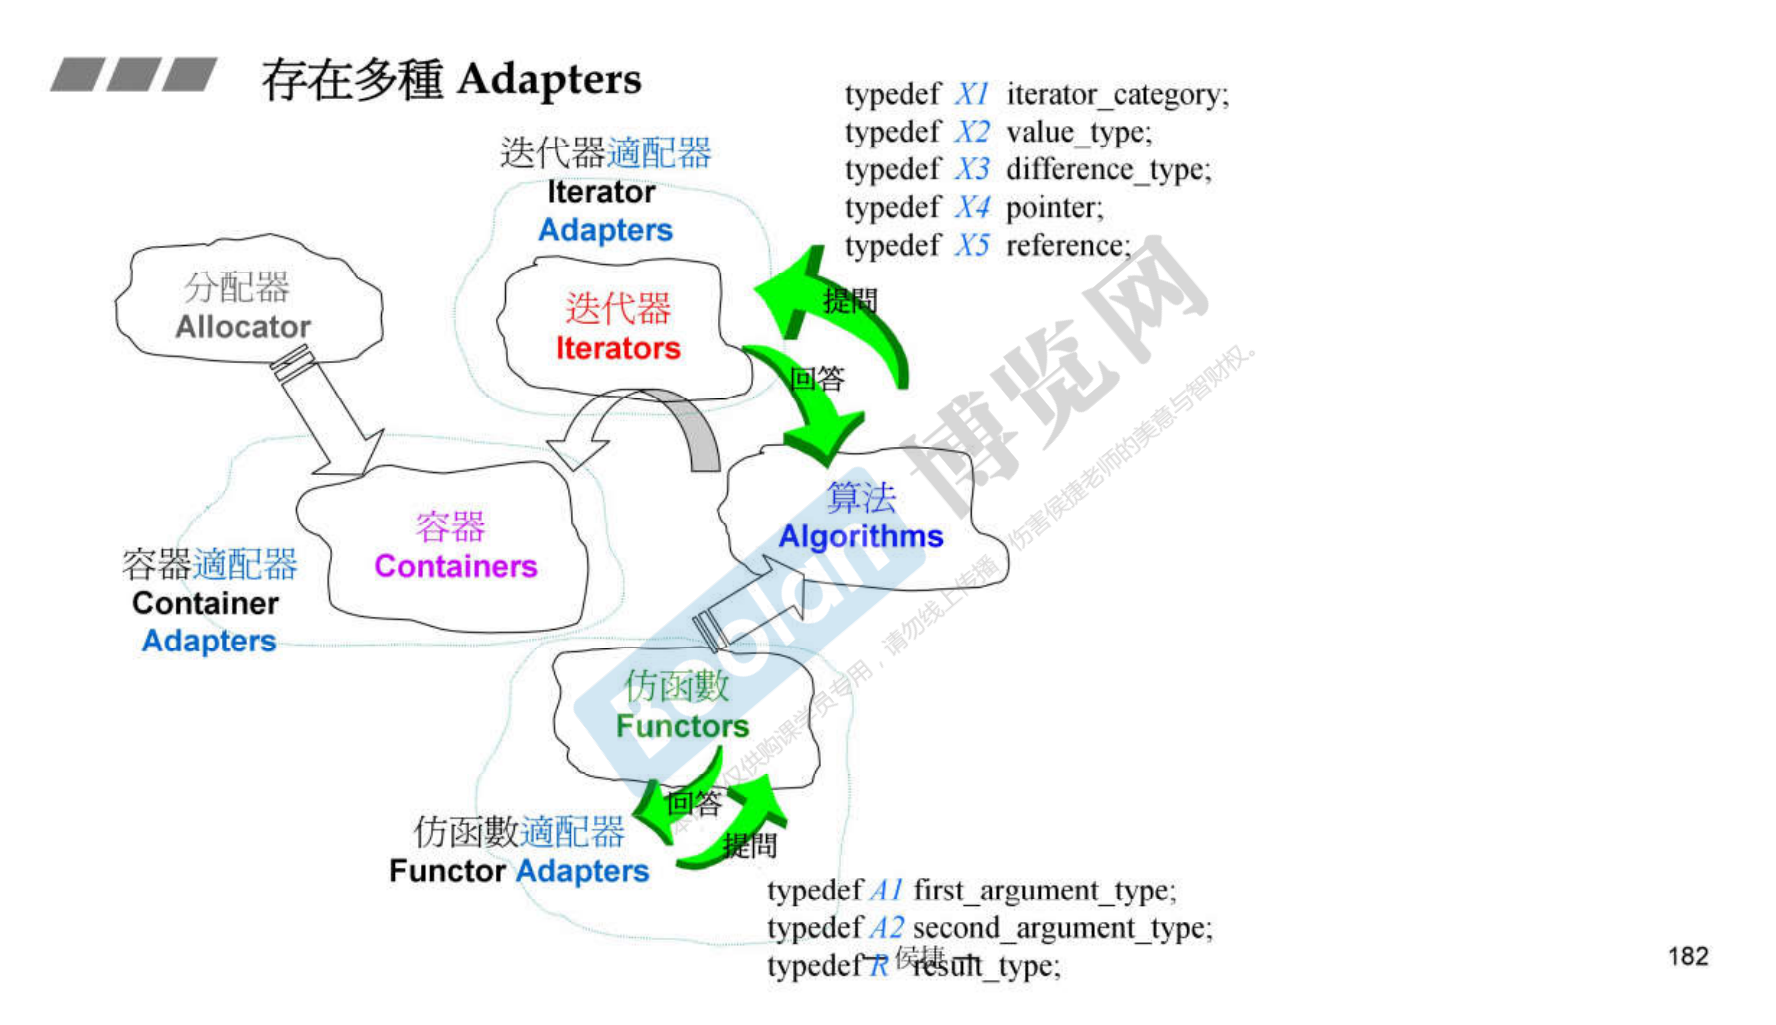 存在多種 Adapters
typedef X1 iterator_category;
typedef X2 value_type;
typedef X3 difference_type;
typedef X4 pointer;
typedef X5 reference;
迭代器適配器
Iterator
Adapters
分配器
Allocator
迭代器
Iterators
提問
回答
算法
Algorithms
容器
Containers
容器適配器
Container
Adapters
仿函數
Functors
回答
提問
仿函數適配器
Functor Adapters
typedef A1 first_argument_type;
typedef A2 second_argument_type;
typedef R result_type;
— 侯捷 —
182
Boolan
博览网
仅供购课学员专用，请勿线上传播，伤害侯捷老师的美意与智财权。